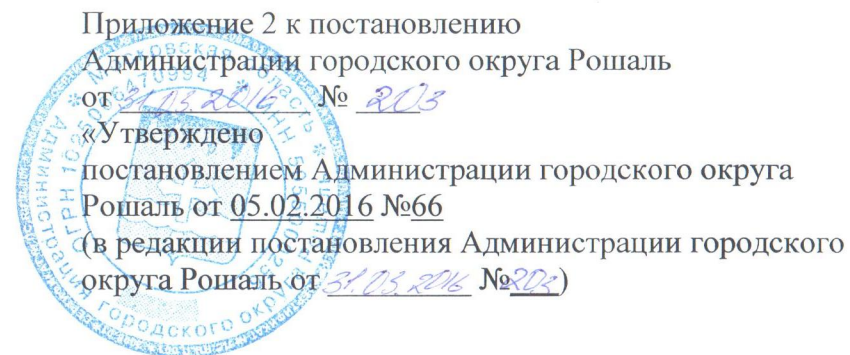 Приложение 2 к постановлению
Администрации городского округа Рошаль
от 31.03.2016 № 203
«Утверждено
постановлением Администрации городского округа
Рошаль от 05.02.2016 №66
(в редакции постановления Администрации городского
округа Рошаль от 31.03.2016 №203)